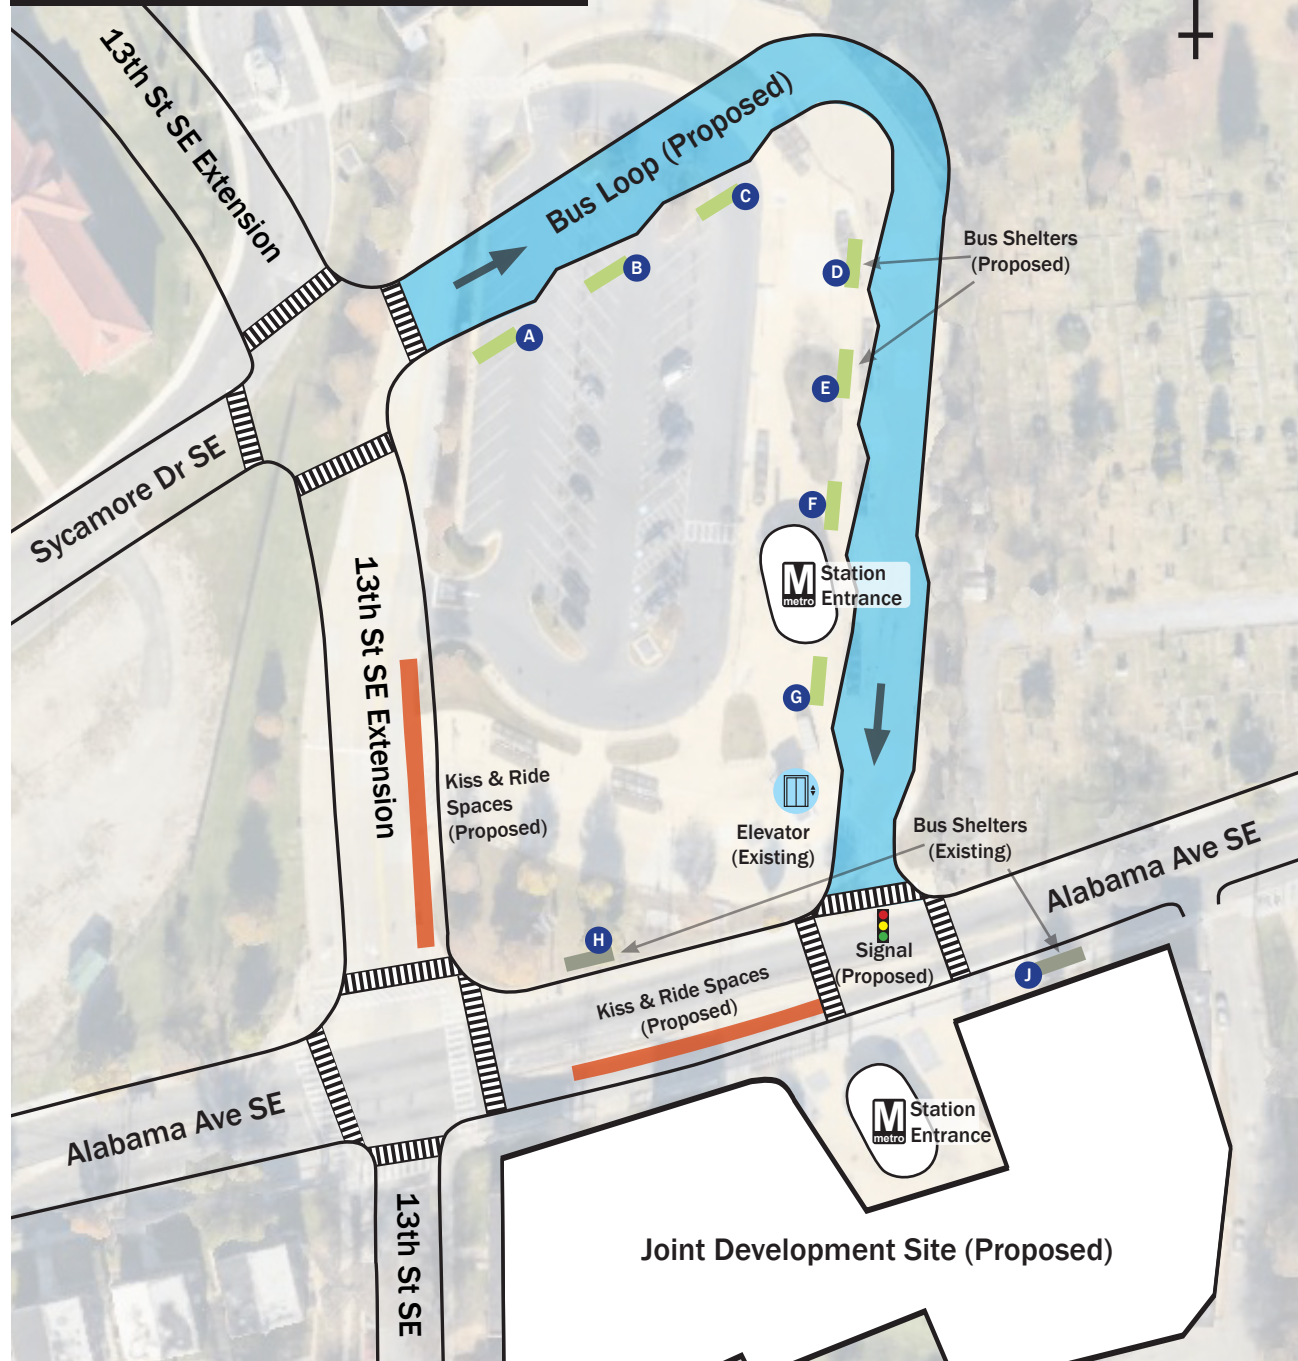 13th St SE Extension
Bus Loop (Proposed)
C
Bus Shelters
(Proposed)
B
D
A
E
Sycamore Dr SE
F
M
metro
Station
Entrance
13th St SE Extension
G
Kiss & Ride
Spaces
(Proposed)
Elevator
(Existing)
Bus Shelters
(Existing)
Alabama Ave SE
H
Signal
(Proposed)
J
Kiss & Ride Spaces
(Proposed)
Alabama Ave SE
M
metro
Station
Entrance
13th St SE
Joint Development Site (Proposed)